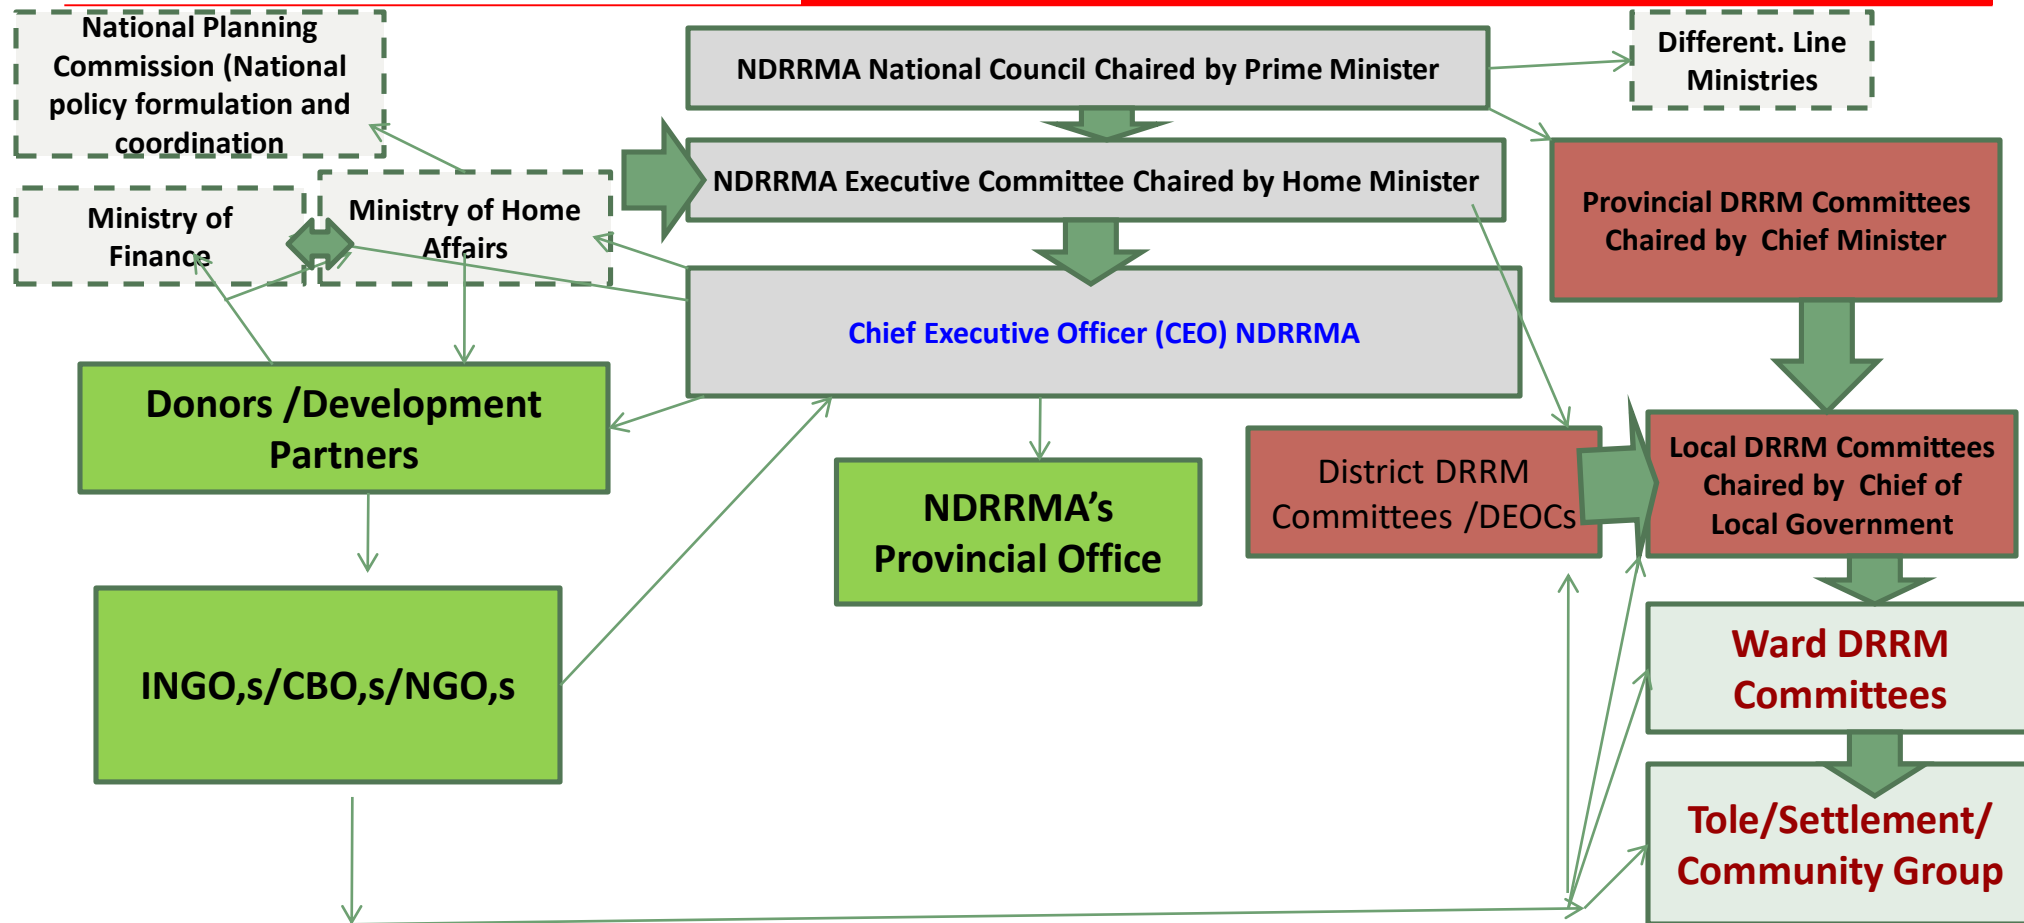 National Planning
Commission (National
policy formulation and
coordination
NDRRMA National Council Chaired by Prime Minister
Different. Line
Ministries
NDRRMA Executive Committee Chaired by Home Minister
Ministry of
Finance
Ministry of Home
Affairs
Provincial DRRM Committees
Chaired by Chief Minister
Chief Executive Officer (CEO) NDRRMA
Donors /Development
Partners
NDRRMA’s
Provincial Office
District DRRM
Committees /DEOCs
Local DRRM Committees
Chaired by Chief of
Local Government
INGO,s/CBO,s/NGO,s
Ward DRRM
Committees
Tole/Settlement/
Community Group